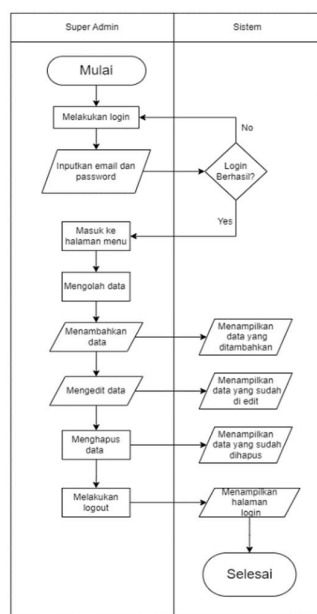 Super Admin
Sistem
Mulai
Melakukan login
No
Inputkan email dan
password
Login
Berhasil?
Yes
Masuk ke
halaman menu
Mengolah data
Menambahkan
data
Menampilkan
data yang
ditambahkan
Mengedit data
Menampilkan
data yang sudah
di edit
Menghapus
data
Menampilkan
data yang sudah
dihapus
Melakukan
logout
Menampilkan
halaman
login
Selesai